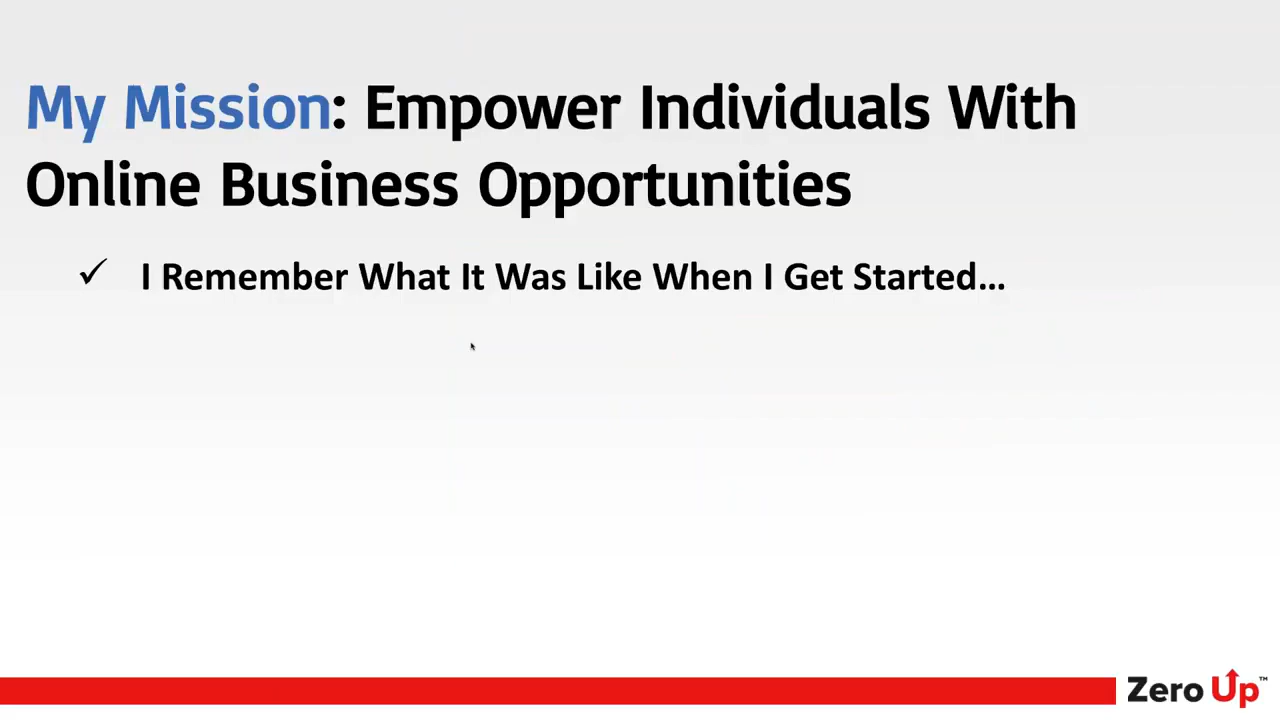 My Mission: Empower Individuals With
Online Business Opportunities
✓ I Remember What It Was Like When I Get Started...
Zero Up™